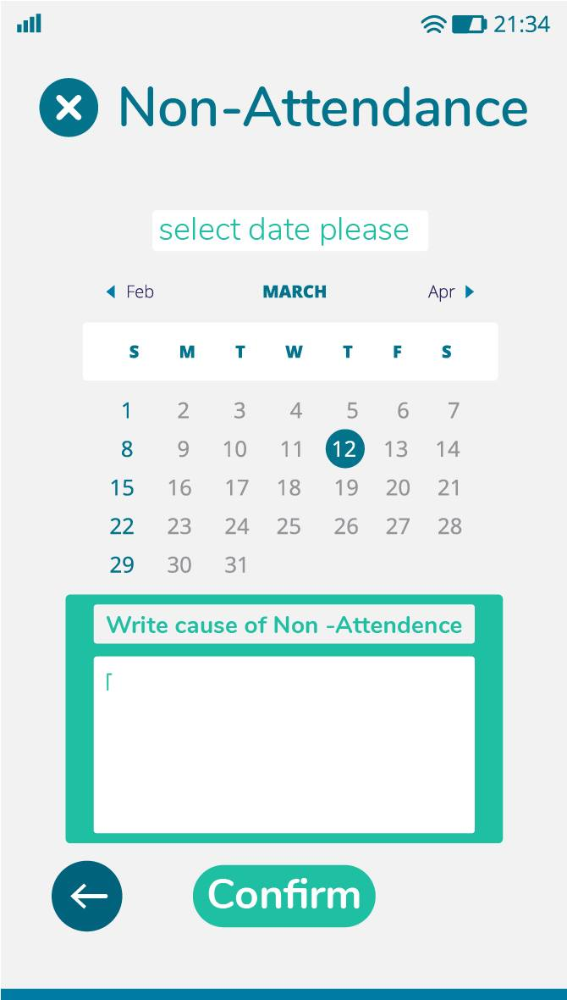 21:34
Non-Attendance
select date please
Feb MARCH Apr
S M T W T F S
1 2 3 4 5 6 7
8 9 10 11 12 13 14
15 16 17 18 19 20 21
22 23 24 25 26 27 28
29 30 31
Write cause of Non -Attendence
Confirm